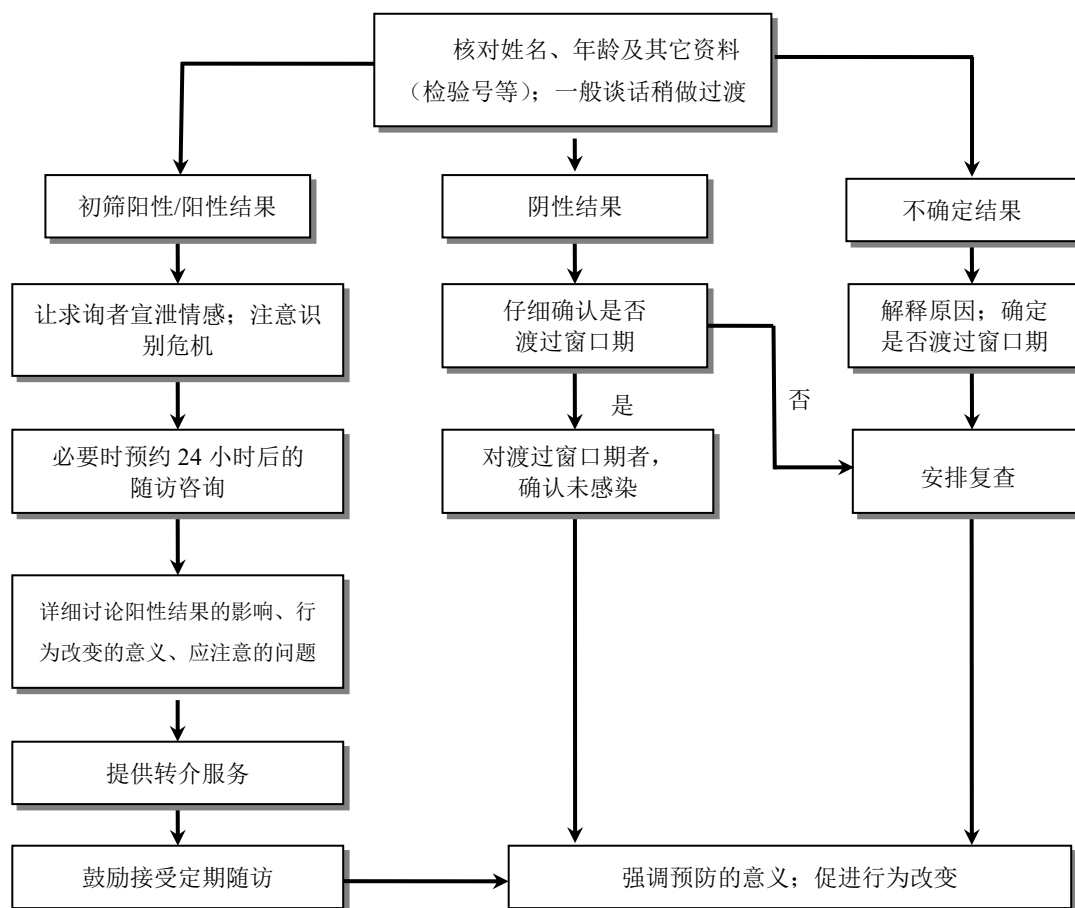 核对姓名、年龄及其它资料
（检验号等）；一般谈话稍做过渡
初筛阳性/阳性结果
阴性结果
不确定结果
让求询者宣泄情感；注意识
别危机
仔细确认是否
渡过窗口期
解释原因；确定
是否渡过窗口期
是
否
必要时预约 24 小时后的
随访咨询
对渡过窗口期者，
确认未感染
安排复查
详细讨论阳性结果的影响、行
为改变的意义、应注意的问题
提供转介服务
鼓励接受定期随访
强调预防的意义；促进行为改变